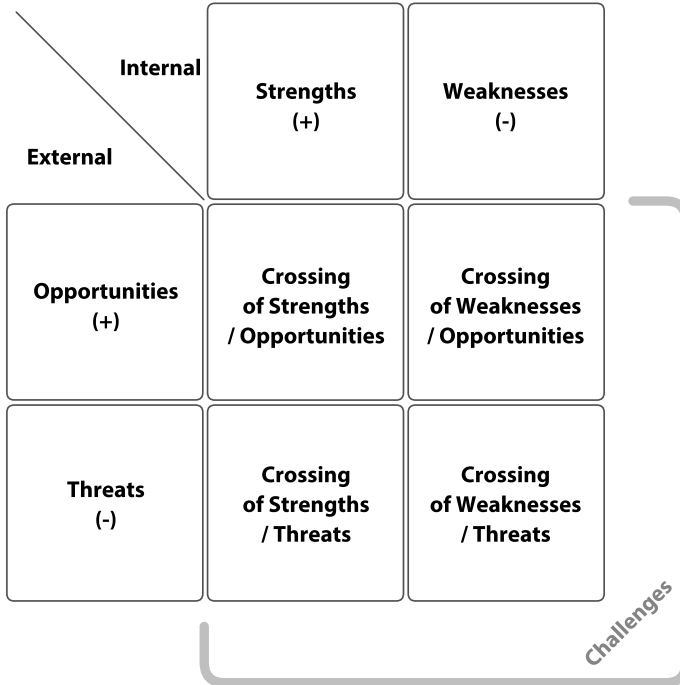 Internal
External
Strengths
(+)
Weaknesses
(-)
Opportunities
(+)
Crossing
of Strengths
/ Opportunities
Crossing
of Weaknesses
/ Opportunities
Threats
(-)
Crossing
of Strengths
/ Threats
Crossing
of Weaknesses
/ Threats
Challenges